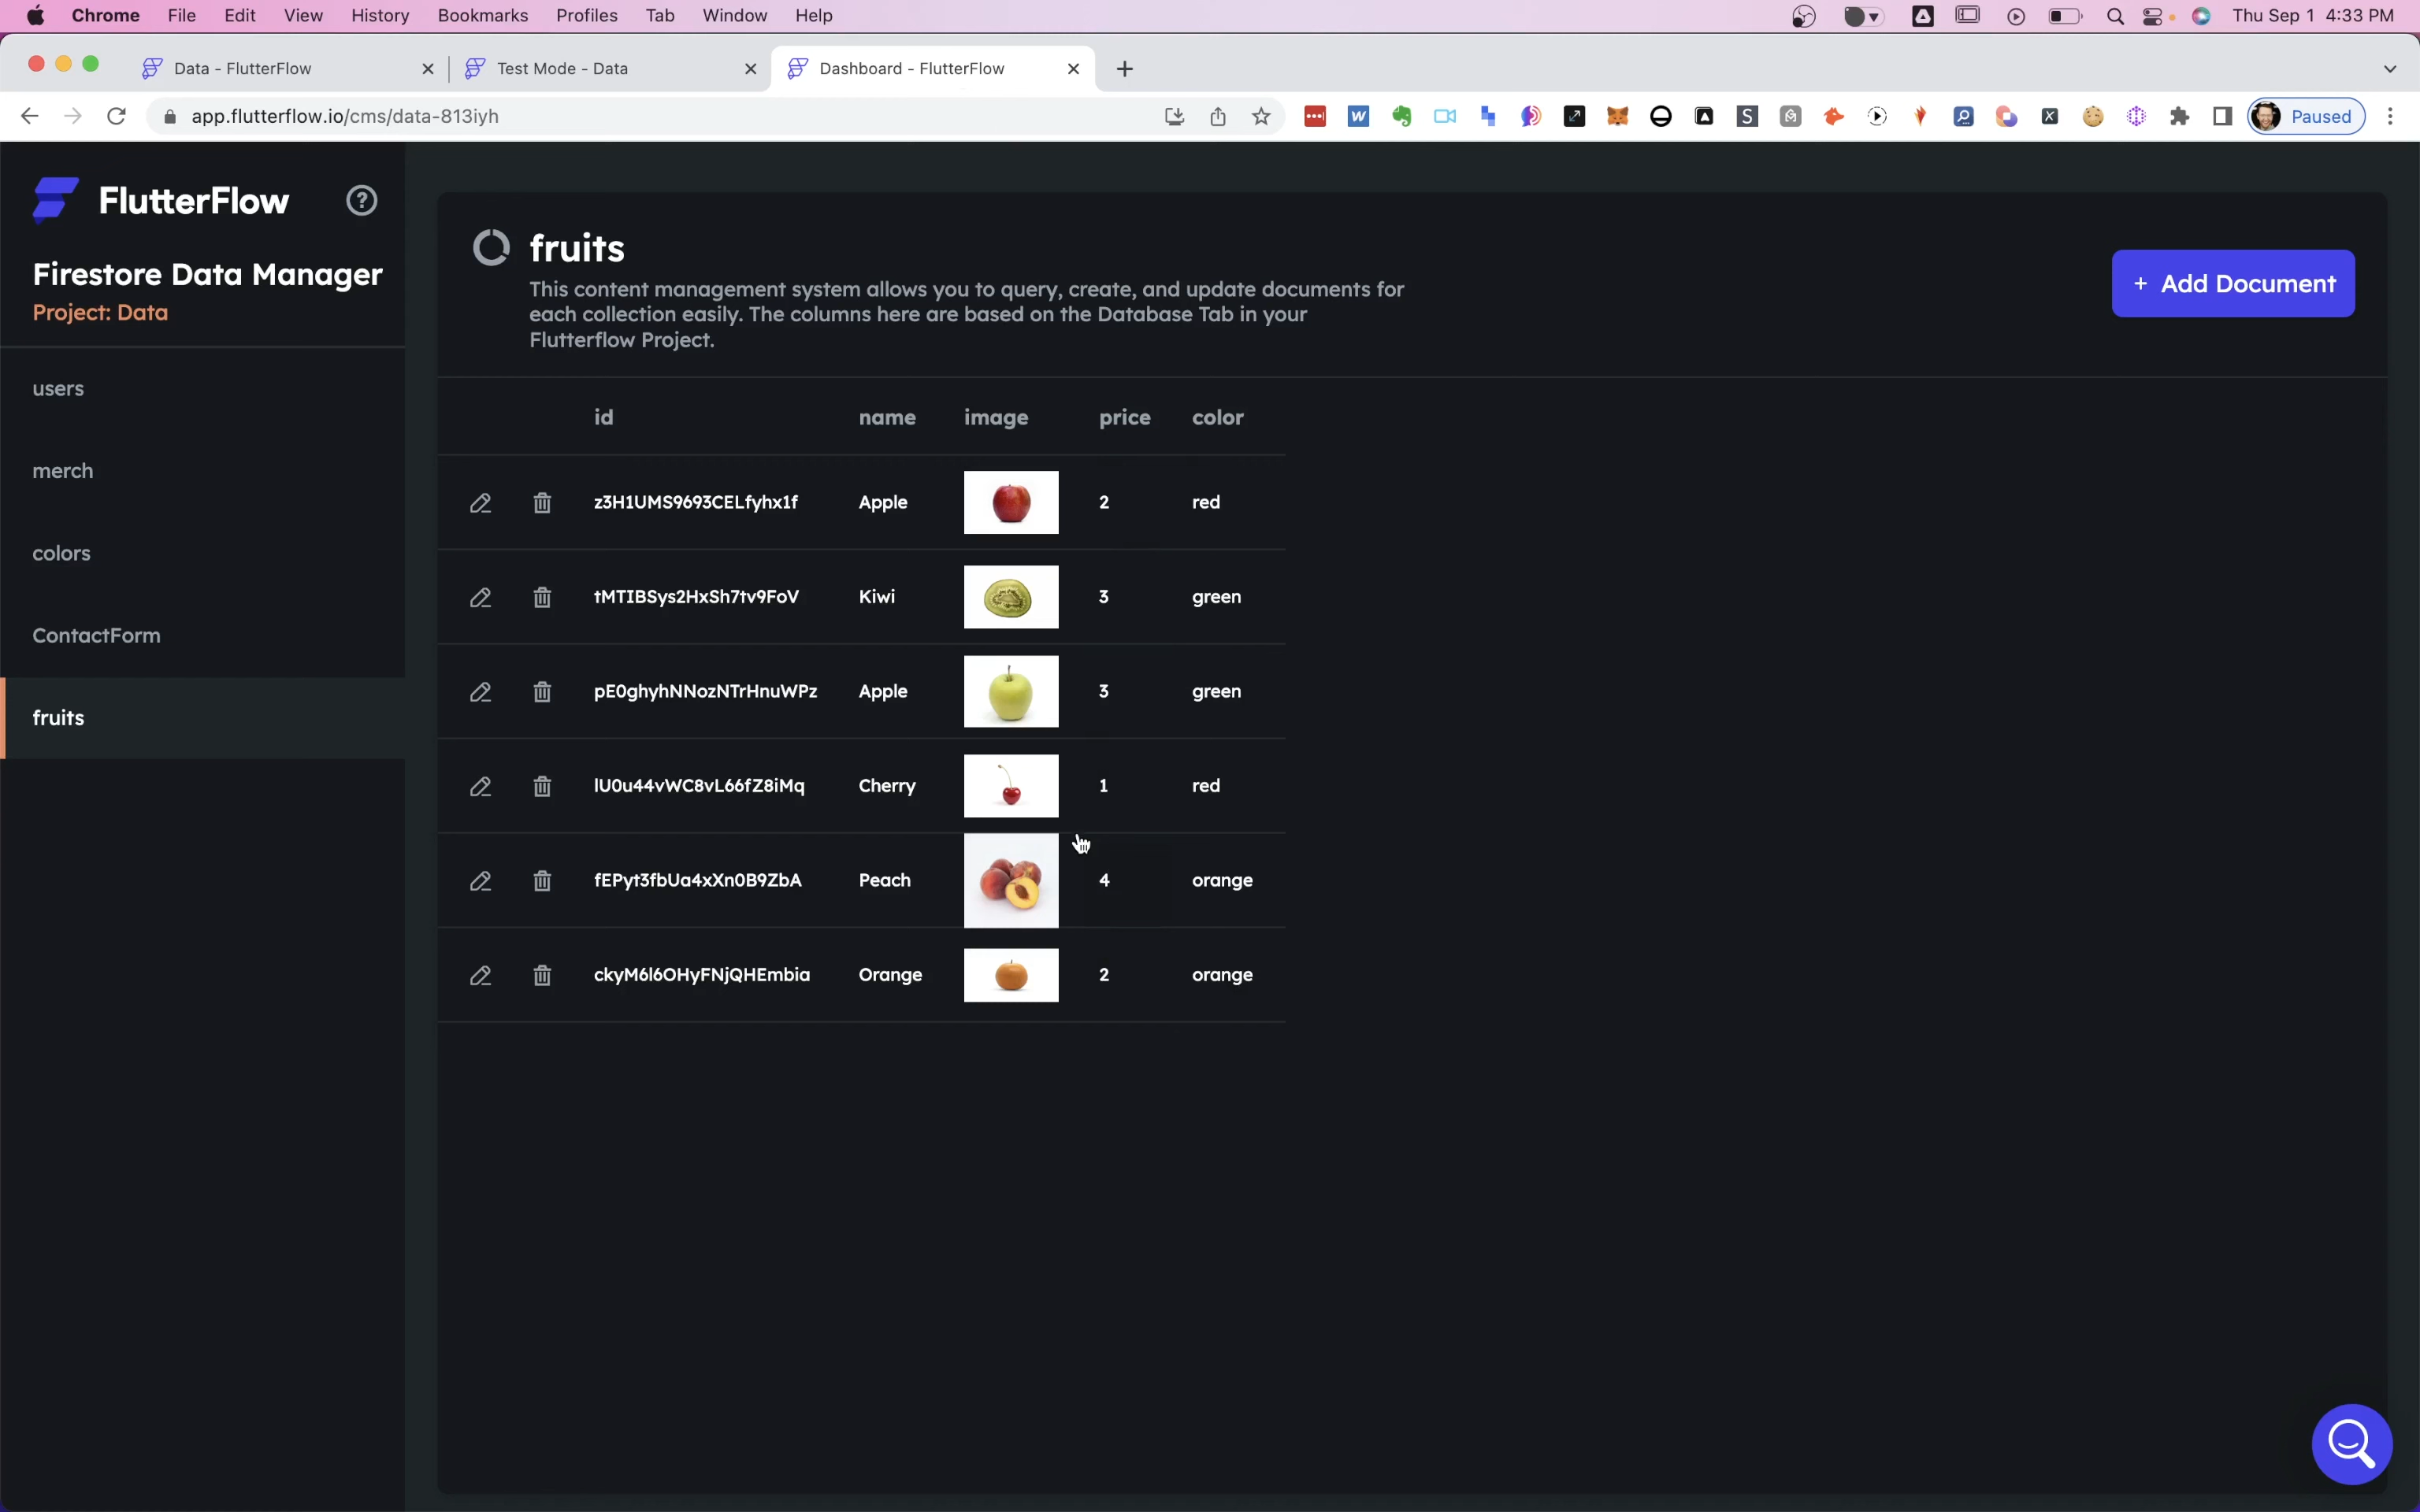 Chrome File Edit View History Bookmarks Profiles Tab Window Help Thu Sep 1 4:33 PM
Data - FlutterFlow Test Mode - Data Dashboard - FlutterFlow
app.flutterflow.io/cms/data-813iyh Paused
FlutterFlow
Firestore Data Manager
Project: Data
users
merch
colors
ContactForm
fruits
fruits
This content management system allows you to query, create, and update documents for
each collection easily. The columns here are based on the Database Tab in your
Flutterflow Project.
+ Add Document
id name image price color
z3H1UMS9693CELfyhx1f Apple 2 red
tMTIBSys2HxSh7tv9FoV Kiwi 3 green
pE0ghyhNNozNTrHnuWPz Apple 3 green
lU0u44vWC8vL66fZ8iMq Cherry 1 red
fEPyt3fbUa4xXn0B9ZbA Peach 4 orange
ckyM6l6OHyFNjQHEmbia Orange 2 orange